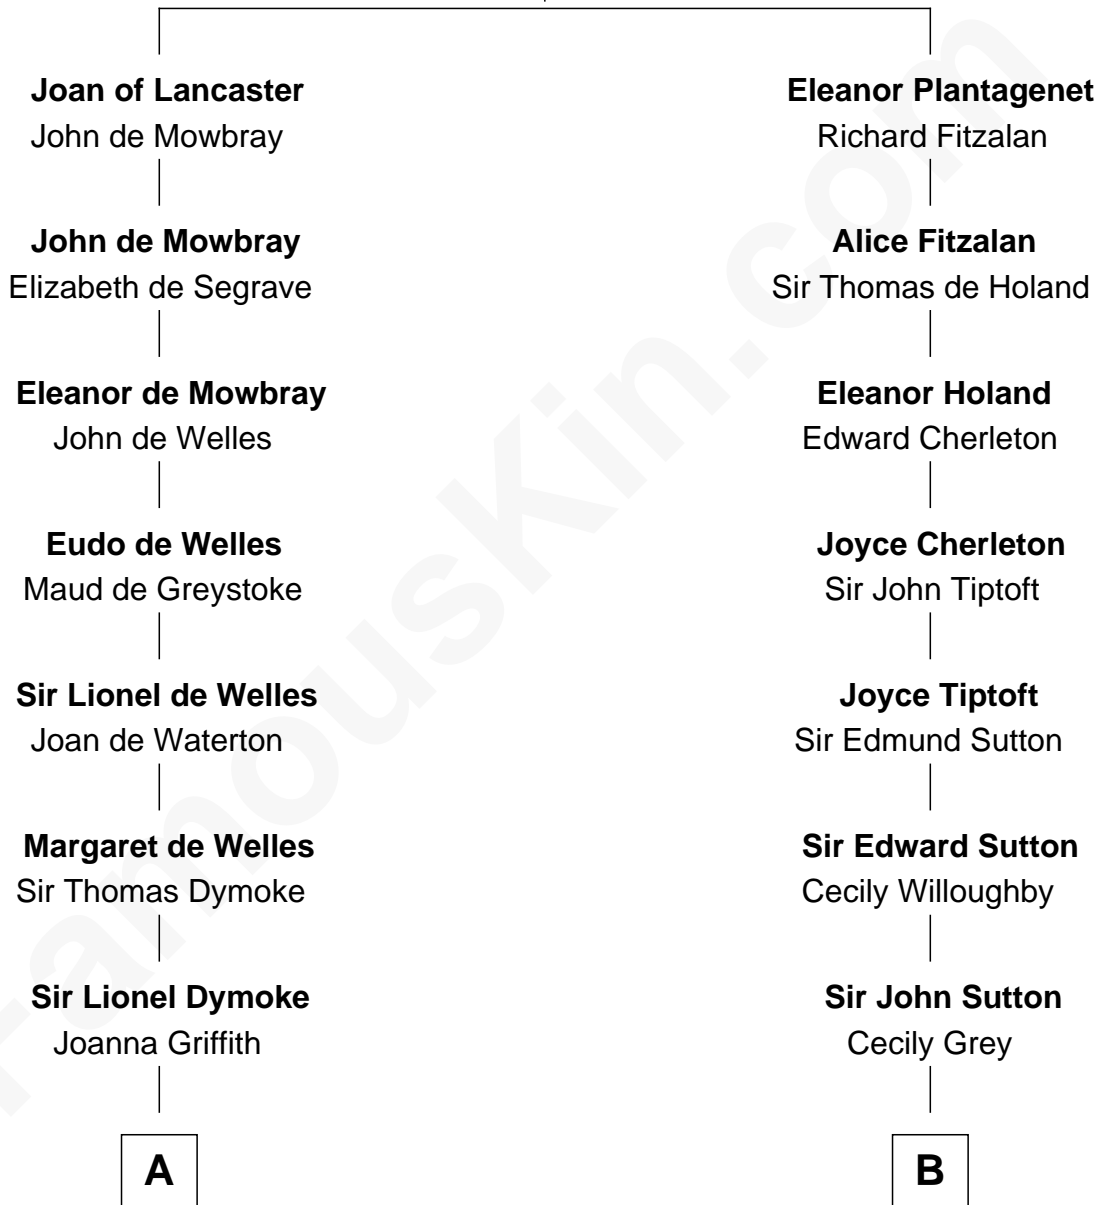 Joan of Lancaster
John de Mowbray
Eleanor Plantagenet
Richard Fitzalan
John de Mowbray
Elizabeth de Segrave
Alice Fitzalan
Sir Thomas de Holand
Eleanor de Mowbray
John de Welles
Eleanor Holand
Edward Cherleton
Eudo de Welles
Maud de Greystoke
Joyce Cherleton
Sir John Tiptoft
Sir Lionel de Welles
Joan de Waterton
Joyce Tiptoft
Sir Edmund Sutton
Margaret de Welles
Sir Thomas Dymoke
Sir Edward Sutton
Cecily Willoughby
Sir Lionel Dymoke
Joanna Griffith
Sir John Sutton
Cecily Grey
A
B
FamousKin.com